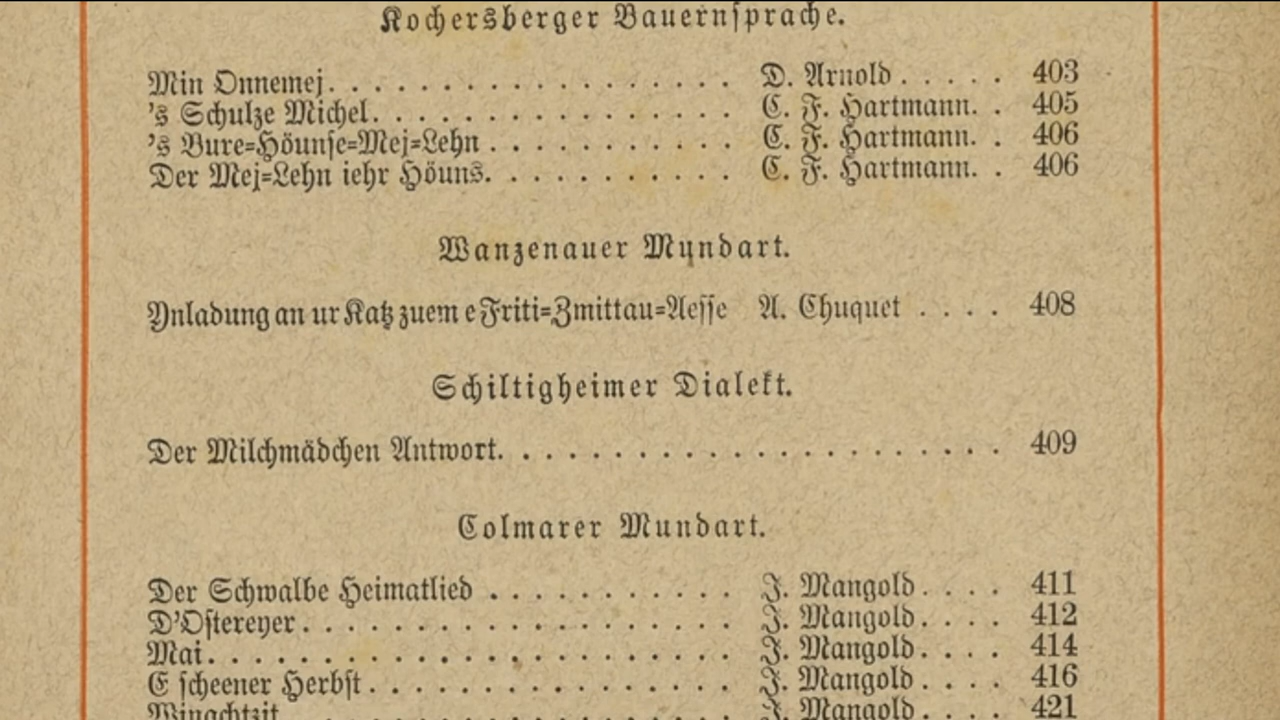 Kochersberger Bauernsprache.
Min Onnemej. . . . . . . . . . . . . . . . . D. Arnold . . . . . 403
's Schulze Michel. . . . . . . . . . . . . . . C. F. Hartmann. . 405
's Bure=Höunse=Mej=Lehn . . . . . . . . . . C. F. Hartmann. . 406
Der Mej=Lehn iehr Höuns. . . . . . . . . . C. F. Hartmann. . 406
Wanzenauer Mundart.
Ynladung an ur Katz zuem e Friti=Zmittau=Aesse A. Chuquet . . . . 408
Schiltigheimer Dialekt.
Der Milchmädchen Antwort. . . . . . . . . . . . . . . . . . . . . 409
Colmarer Mundart.
Der Schwalbe Heimatlied . . . . . . . . . . J. Mangold . . . . 411
D'Ostereyer . . . . . . . . . . . . . . . . . J. Mangold . . . . 412
Mai. . . . . . . . . . . . . . . . . . . . . . J. Mangold . . . . 414
E scheener Herbst . . . . . . . . . . . . . . J. Mangold . . . . 416
Winachtzit . . . . . . . . . . . . . . . . . J. Mangold . . . . 421